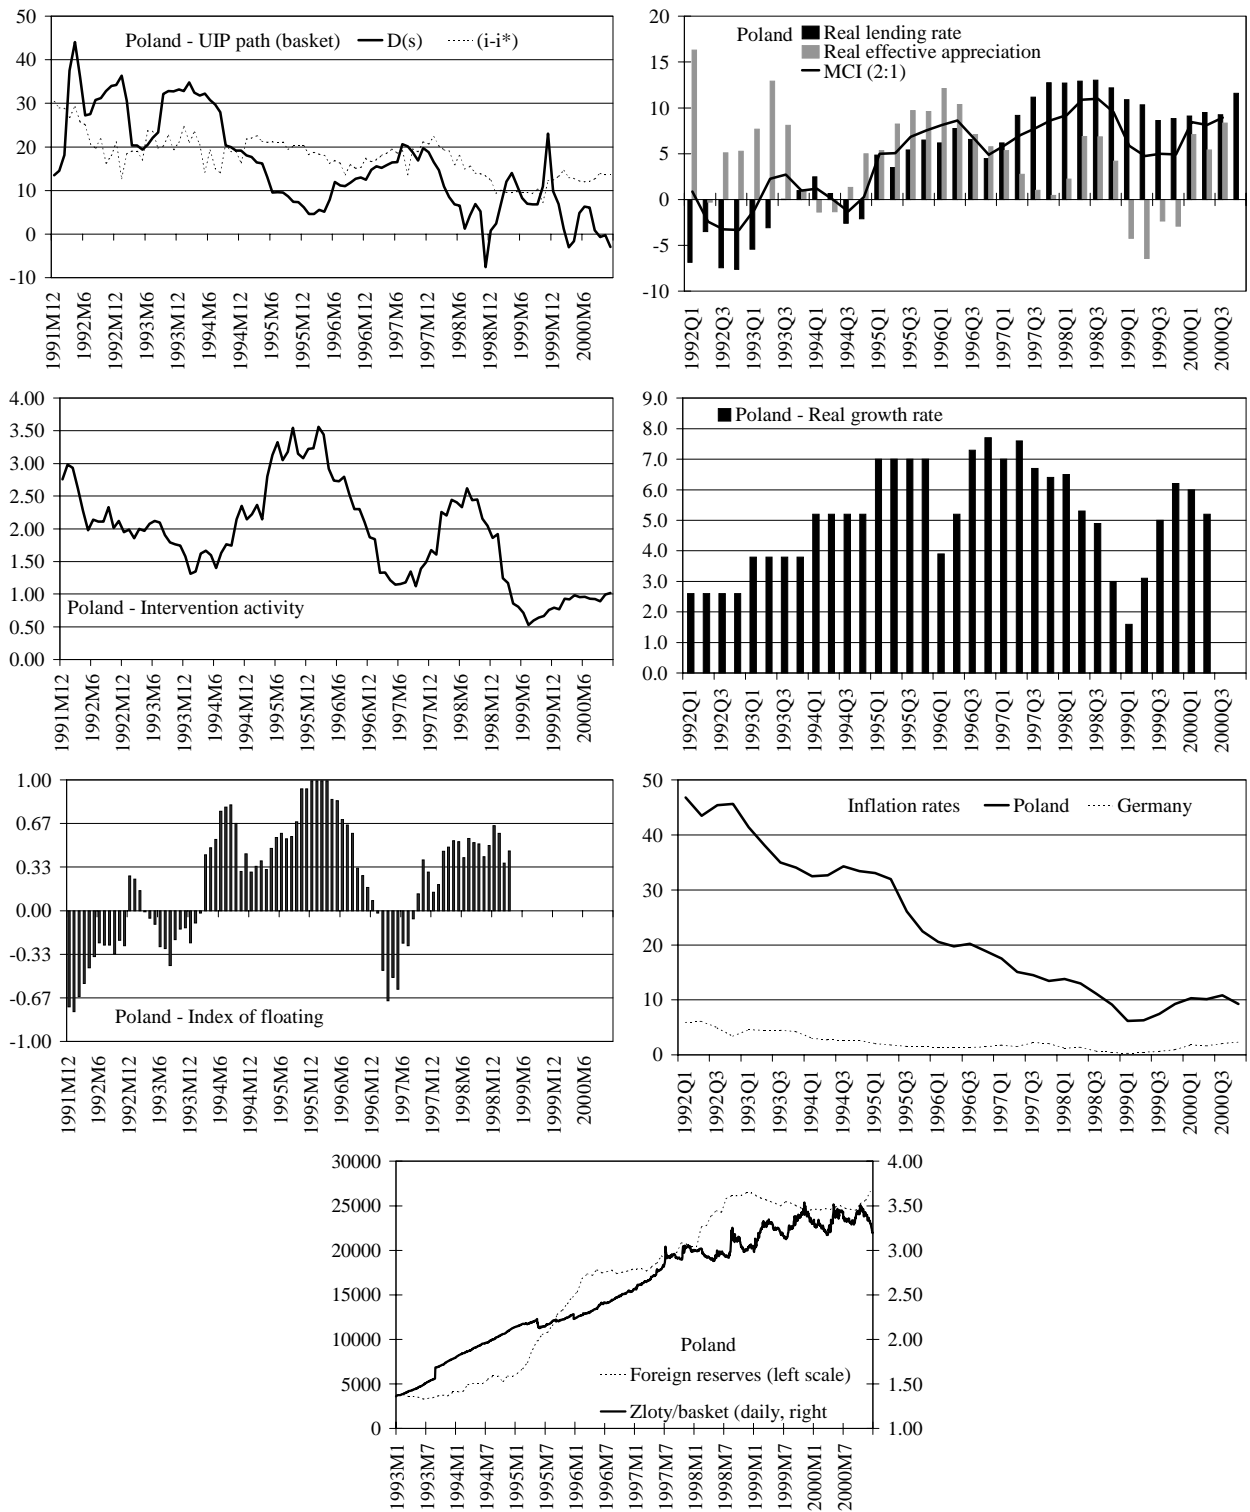 Poland - UIP path (basket) D(s) (i-i*)
50
40
30
20
10
0
-10
1991M12
1992M6
1992M12
1993M6
1993M12
1994M6
1994M12
1995M6
1995M12
1996M6
1996M12
1997M6
1997M12
1998M6
1998M12
1999M6
1999M12
2000M6
Poland
Real lending rate
Real effective appreciation
MCI (2:1)
20
15
10
5
0
-5
-10
1992Q1
1992Q3
1993Q1
1993Q3
1994Q1
1994Q3
1995Q1
1995Q3
1996Q1
1996Q3
1997Q1
1997Q3
1998Q1
1998Q3
1999Q1
1999Q3
2000Q1
2000Q3
4.00
3.50
3.00
2.50
2.00
1.50
1.00
0.50
0.00
Poland - Intervention activity
1991M12
1992M6
1992M12
1993M6
1993M12
1994M6
1994M12
1995M6
1995M12
1996M6
1996M12
1997M6
1997M12
1998M6
1998M12
1999M6
1999M12
2000M6
Poland - Real growth rate
9.0
8.0
7.0
6.0
5.0
4.0
3.0
2.0
1.0
0.0
1992Q1
1992Q3
1993Q1
1993Q3
1994Q1
1994Q3
1995Q1
1995Q3
1996Q1
1996Q3
1997Q1
1997Q3
1998Q1
1998Q3
1999Q1
1999Q3
2000Q1
2000Q3
1.00
0.67
0.33
0.00
-0.33
-0.67
-1.00
Poland - Index of floating
1991M12
1992M6
1992M12
1993M6
1993M12
1994M6
1994M12
1995M6
1995M12
1996M6
1996M12
1997M6
1997M12
1998M6
1998M12
1999M6
1999M12
2000M6
Inflation rates Poland Germany
50
40
30
20
10
0
1992Q1
1992Q3
1993Q1
1993Q3
1994Q1
1994Q3
1995Q1
1995Q3
1996Q1
1996Q3
1997Q1
1997Q3
1998Q1
1998Q3
1999Q1
1999Q3
2000Q1
2000Q3
30000
25000
20000
15000
10000
5000
0
4.00
3.50
3.00
2.50
2.00
1.50
1.00
Poland
Foreign reserves (left scale)
Zloty/basket (daily, right
1993M1
1993M7
1994M1
1994M7
1995M1
1995M7
1996M1
1996M7
1997M1
1997M7
1998M1
1998M7
1999M1
1999M7
2000M1
2000M7